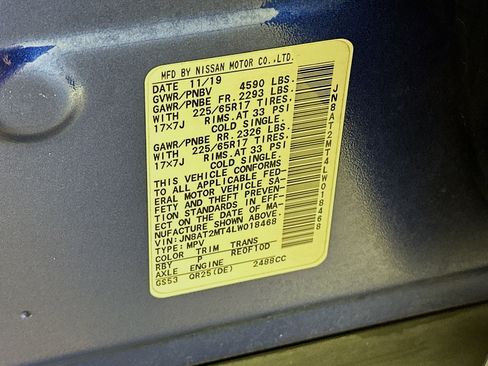 MFD BY NISSAN MOTOR CO.,LTD.
DATE 11/19
GVWR/PNBV 4590 LBS.
GAWR/PNBE FR. 2293 LBS.
WITH 225/65R17 TIRES.
17X7J RIMS.AT 33 PSI
COLD SINGLE.
GAWR/PNBE RR. 2326 LBS.
WITH 225/65R17 TIRES.
17X7J RIMS.AT 33 PSI
COLD SINGLE.
THIS VEHICLE CONFORMS
TO ALL APPLICABLE FED-
ERAL MOTOR VEHICLE SA-
FETY AND THEFT PREVEN-
TION STANDARDS IN EFF-
ECT ON THE DATE OF MA-
NUFACTURE SHOWN ABOVE.
VIN:JN8AT2MT4LW018468
TYPE:MPV
COLOR TRIM TRANS
RBY P RE0F10D
AXLE ENGINE
GS53 QR25(DE) 2488CC
JN8AT2MT4LW018468